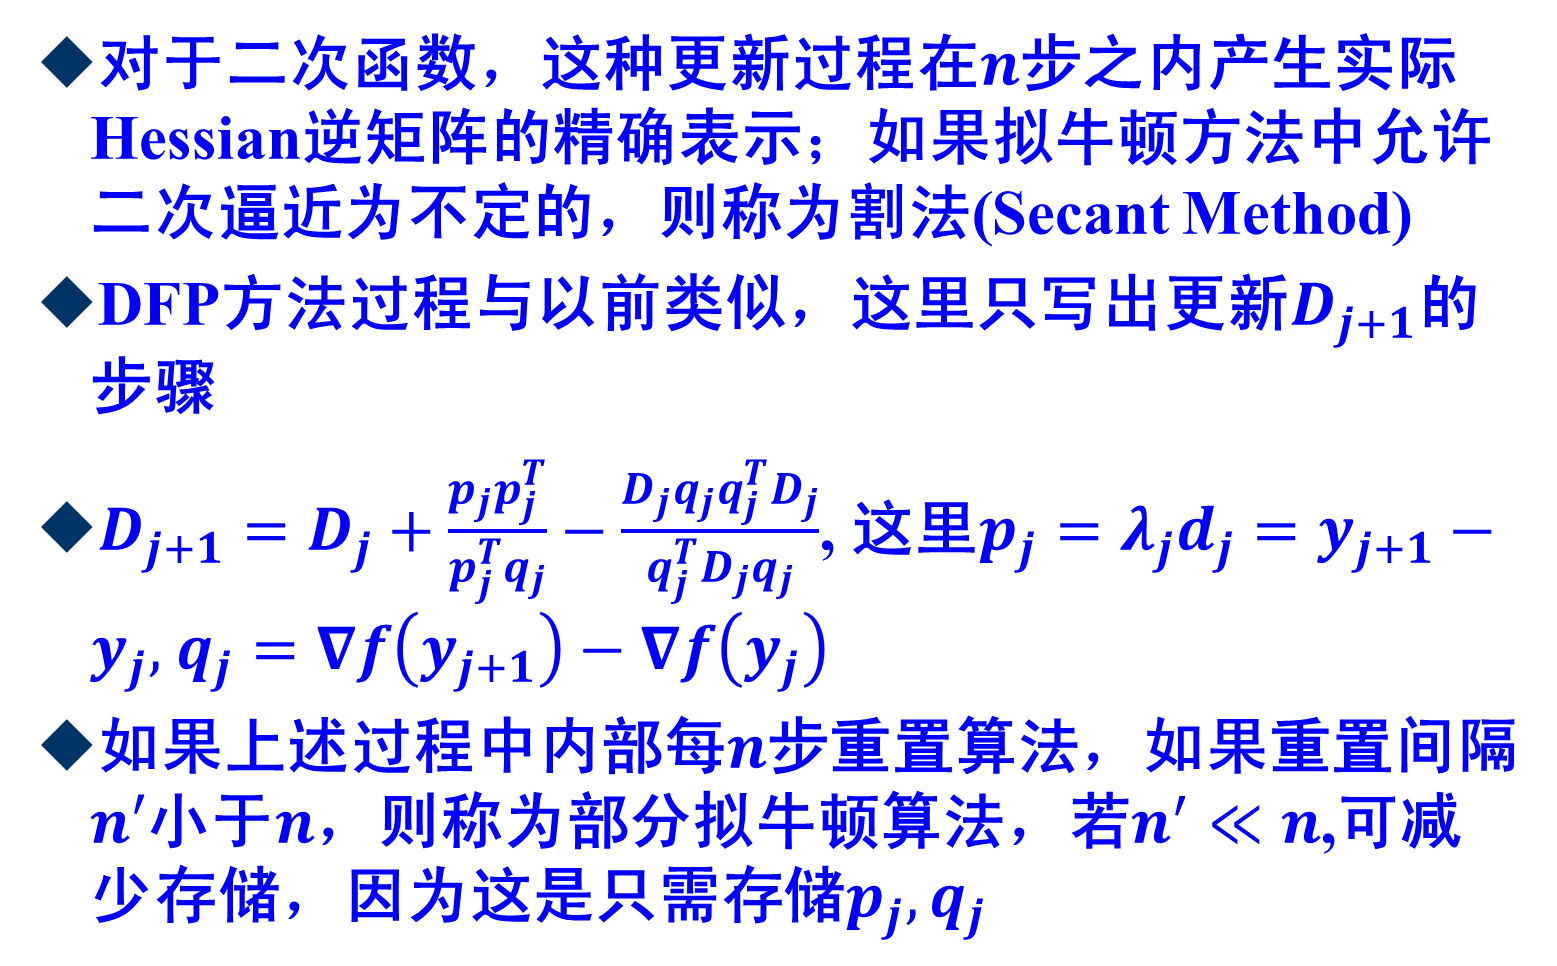 ◆对于二次函数，这种更新过程在n步之内产生实际
Hessian逆矩阵的精确表示；如果拟牛顿方法中允许
二次逼近为不定的，则称为割法(Secant Method)
◆DFP方法过程与以前类似，这里只写出更新D_{j+1}的
步骤
◆D_{j+1} = D_j + \frac{p_j p_j^T}{p_j^T q_j} − \frac{D_j q_j q_j^T D_j}{q_j^T D_j q_j}, 这里p_j = λ_j d_j = y_{j+1} −
y_j, q_j = ∇f(y_{j+1}) − ∇f(y_j)
◆如果上述过程中内部每n步重置算法，如果重置间隔
n′小于n，则称为部分拟牛顿算法，若n′ ≪ n,可减
少存储，因为这是只需存储p_j, q_j